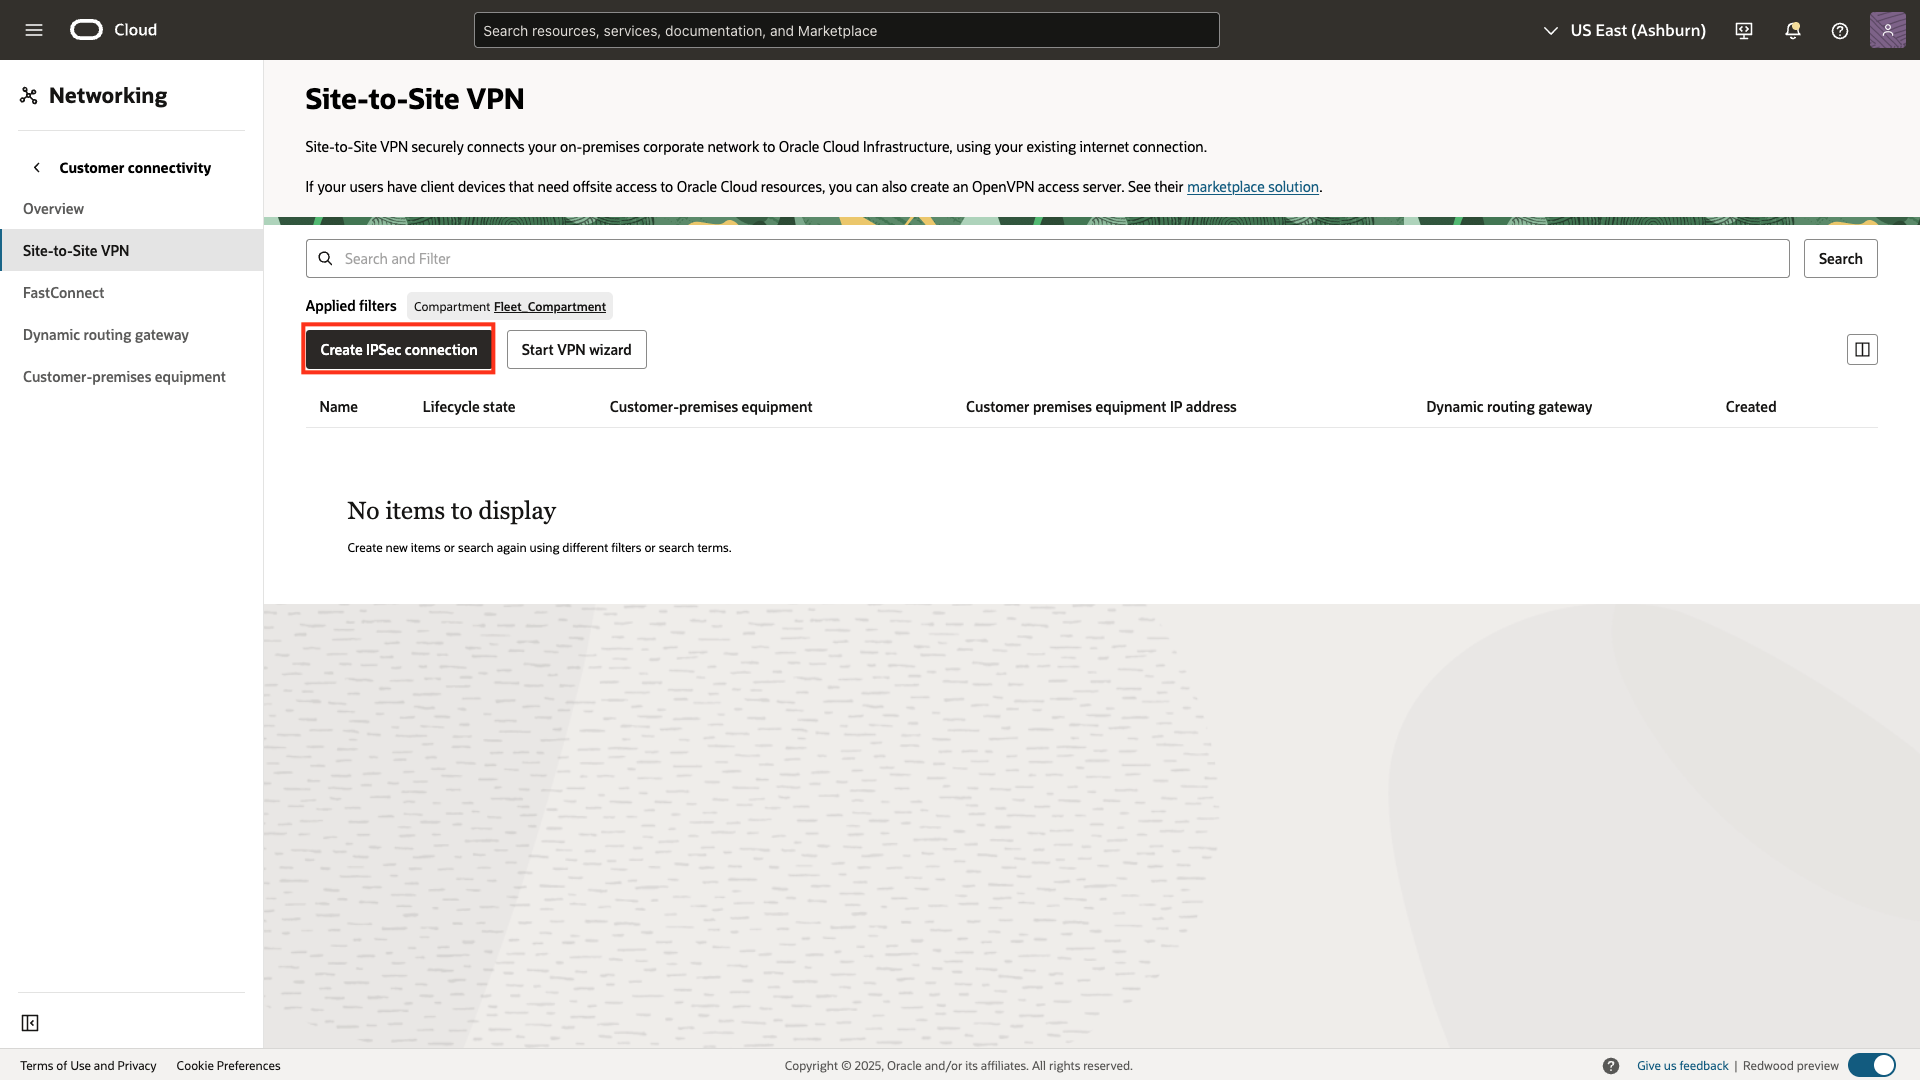 Cloud
Search resources, services, documentation, and Marketplace
US East (Ashburn)
Networking
Customer connectivity
Overview
Site-to-Site VPN
FastConnect
Dynamic routing gateway
Customer-premises equipment
Site-to-Site VPN
Site-to-Site VPN securely connects your on-premises corporate network to Oracle Cloud Infrastructure, using your existing internet connection.
If your users have client devices that need offsite access to Oracle Cloud resources, you can also create an OpenVPN access server. See their marketplace solution.
Search and Filter
Search
Applied filters Compartment Fleet_Compartment
Create IPSec connection Start VPN wizard
Name Lifecycle state Customer-premises equipment Customer premises equipment IP address Dynamic routing gateway Created
No items to display
Create new items or search again using different filters or search terms.
Terms of Use and Privacy Cookie Preferences
Copyright © 2025, Oracle and/or its affiliates. All rights reserved.
Give us feedback | Redwood preview